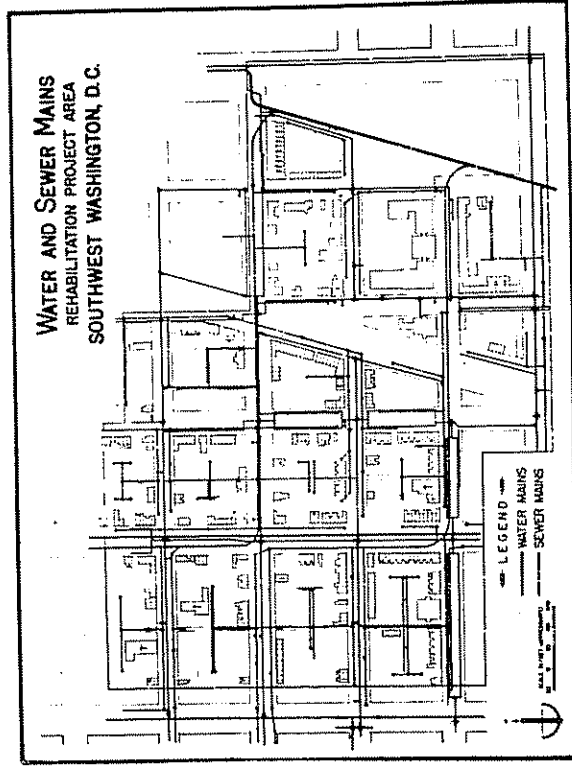 WATER AND SEWER MAINS
REHABILITATION PROJECT AREA
SOUTHWEST WASHINGTON, D.C.
LEGEND
WATER MAINS
SEWER MAINS